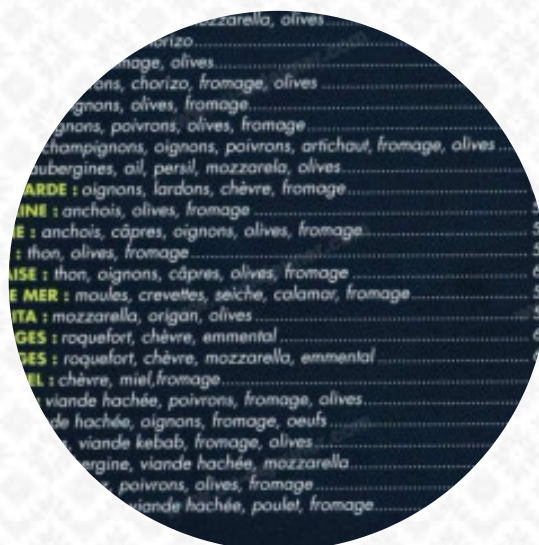 mozzarella, olives
chorizo
fromage, olives
poivrons, chorizo, fromage, olives
oignons, olives, fromage
oignons, poivrons, olives, fromage
champignons, oignons, poivrons, artichaut, fromage, olives
aubergines, ail, persil, mozzarela, olives
ARDE : oignons, lardons, chèvre, fromage
INE : anchois, olives, fromage
E : anchois, câpres, oignons, olives, fromage
: thon, olives, fromage
AISE : thon, oignons, câpres, olives, fromage
E MER : moules, crevettes, seiche, calamar, fromage
ITA : mozzarella, origan, olives
GES : roquefort, chèvre, emmental
GES : roquefort, chèvre, mozzarella, emmental
EL : chèvre, miel,fromage
viande hachée, poivrons, fromage, olives
de hachée, oignons, fromage, oeufs
viande kebab, fromage, olives
bergine, viande hachée, mozzarella
poivrons, olives, fromage
viande hachée, poulet, fromage